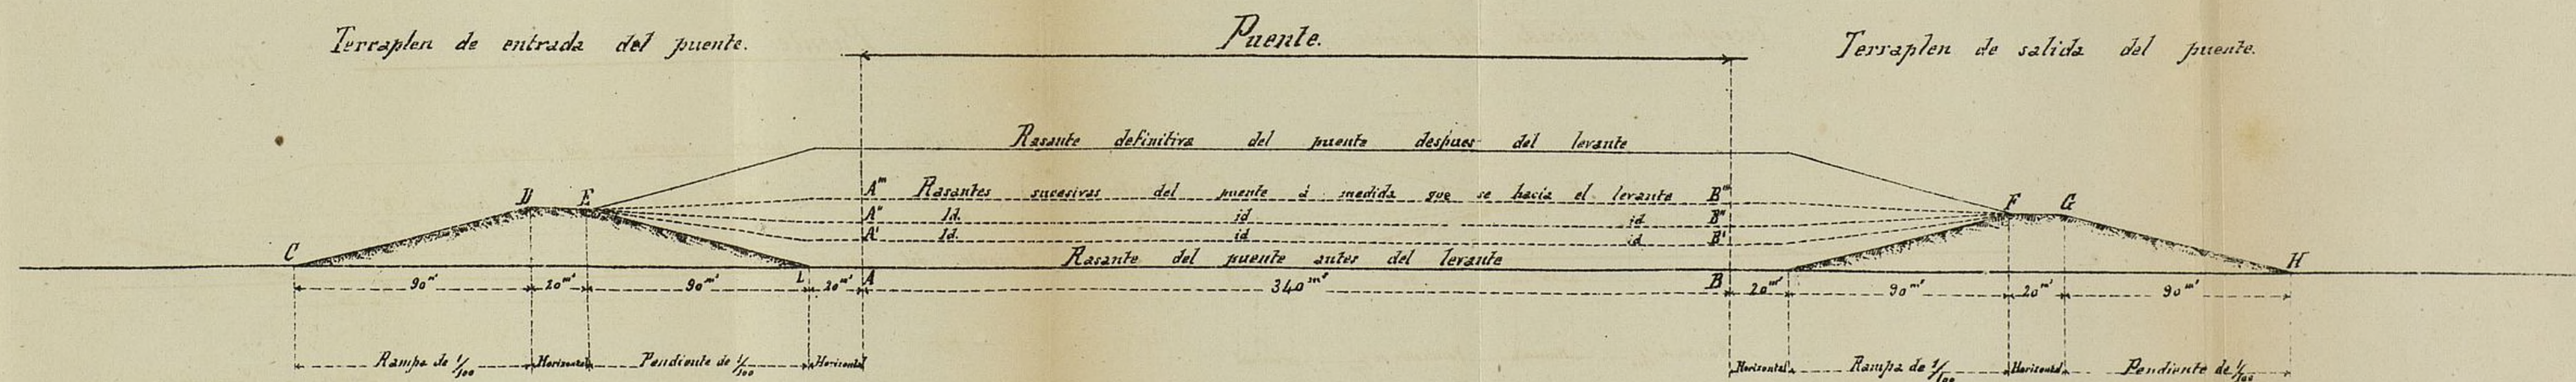 Terraplen de entrada del puente.
Puente.
Terraplen de salida del puente.
Rasante definitiva del puente despues del levante
A''' Rasantes sucesivas del puente á medida que se hacía el levante B'''
A'' Id. id id B''
A' Id. id id B'
Rasante del puente antes del levante
C D E L A B F G H
90m' 20m' 90m' 20m' 340m' 20m' 90m' 20m' 90m'
Rampa de 1/100 Horizontal Pendiente de 1/100 Horizontal Horizontal Rampa de 1/100 Horizontal Pendiente de 1/100